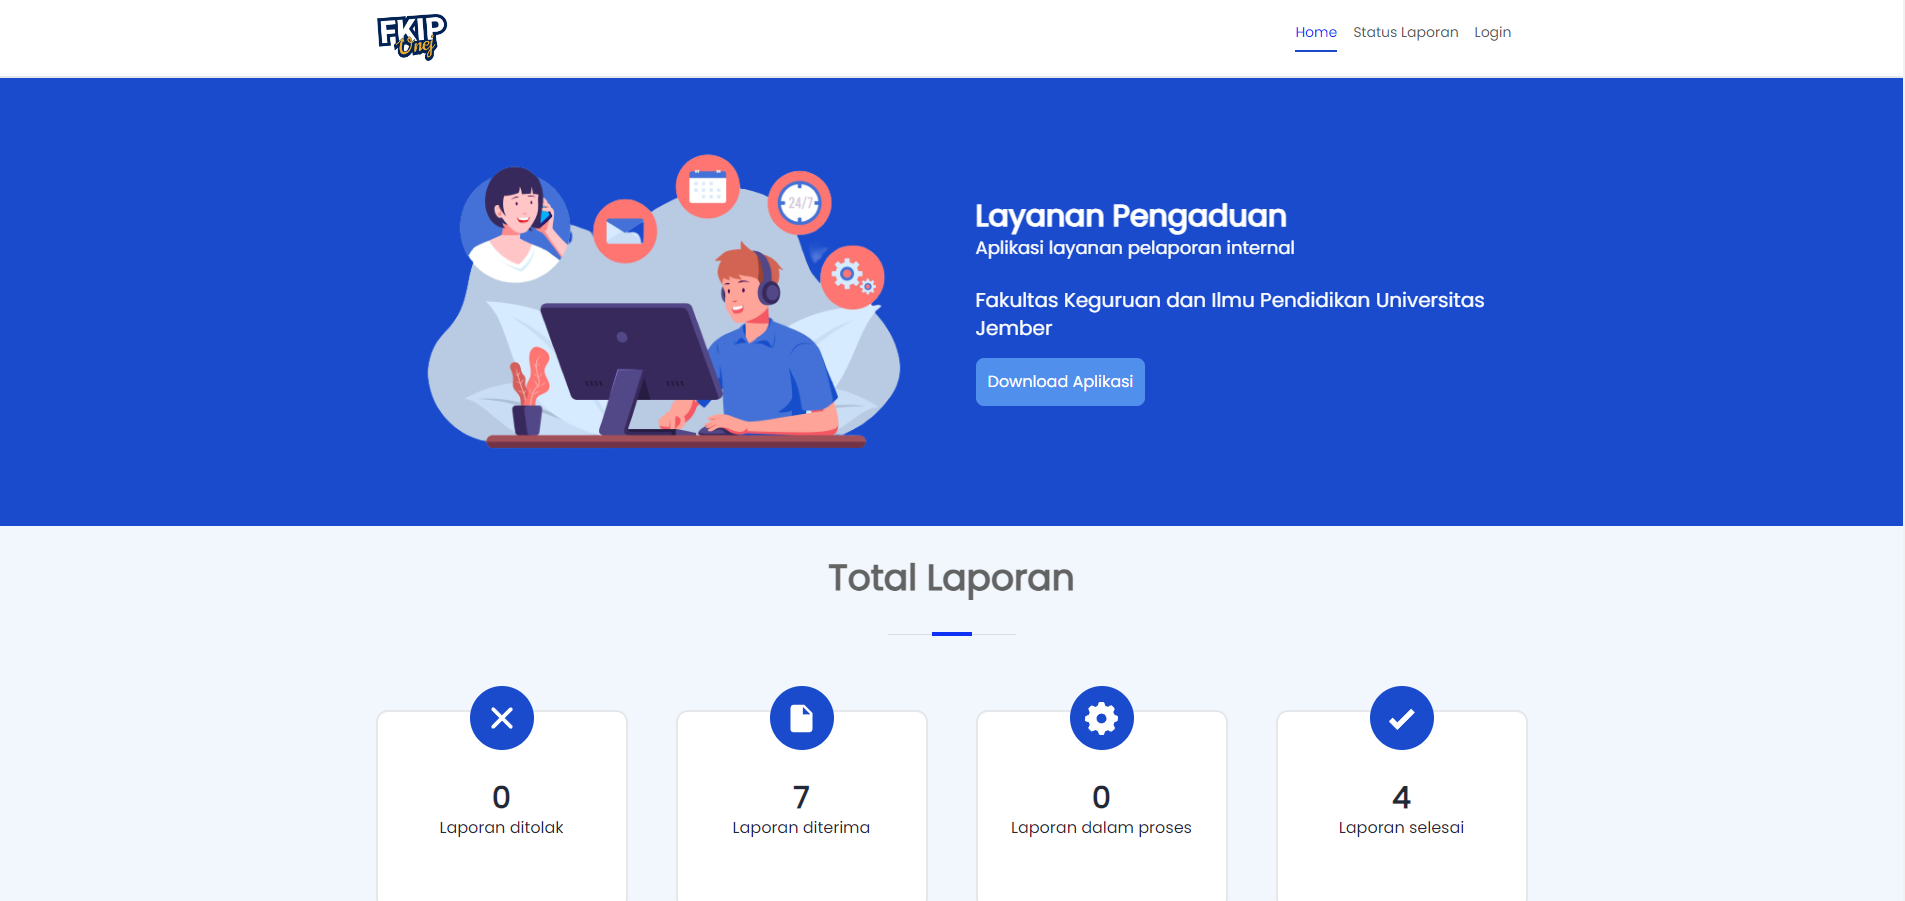 FKIP
Unej
Home
Status Laporan
Login
24/7
Layanan Pengaduan
Aplikasi layanan pelaporan internal
Fakultas Keguruan dan Ilmu Pendidikan Universitas
Jember
Download Aplikasi
Total Laporan
0
Laporan ditolak
7
Laporan diterima
0
Laporan dalam proses
4
Laporan selesai